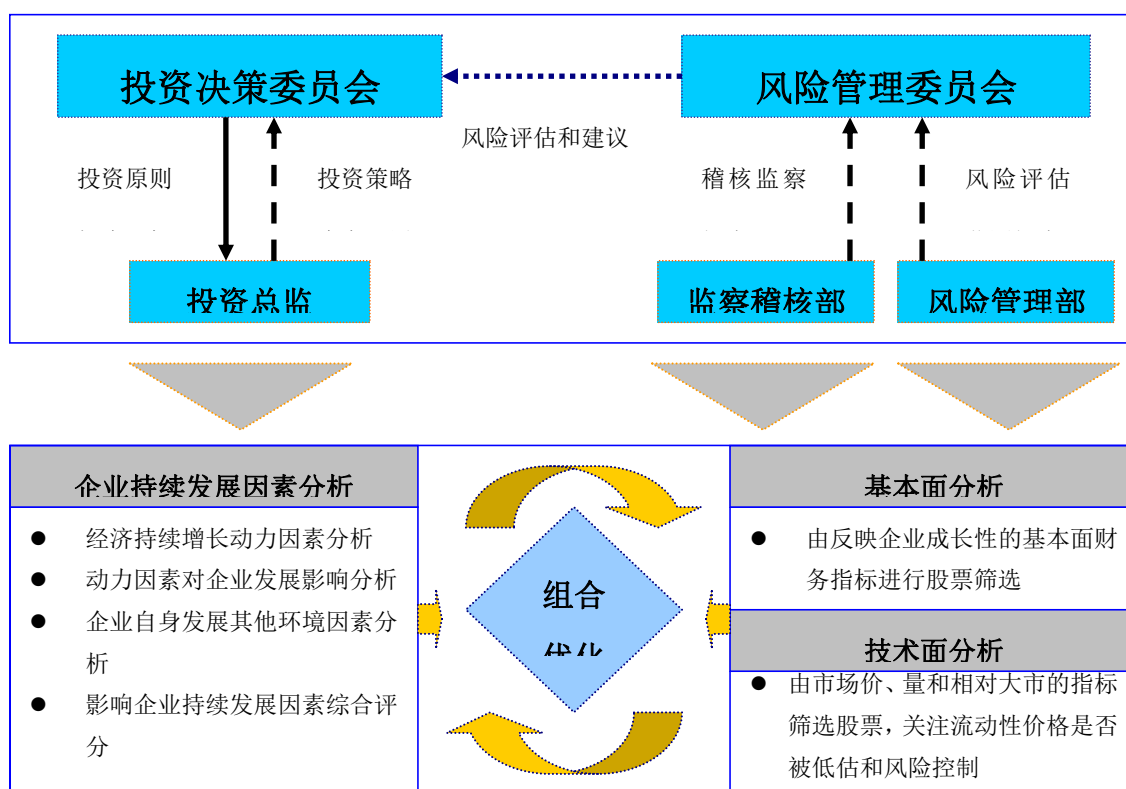 投资决策委员会
风险管理委员会
风险评估和建议
投资原则
投资策略
稽核监察
风险评估
投资总监
监察稽核部
风险管理部
企业持续发展因素分析
● 经济持续增长动力因素分析
● 动力因素对企业发展影响分析
● 企业自身发展其他环境因素分
析
● 影响企业持续发展因素综合评
分
组合
优化
基本面分析
● 由反映企业成长性的基本面财
务指标进行股票筛选
技术面分析
● 由市场价、量和相对大市的指标
筛选股票，关注流动性价格是否
被低估和风险控制